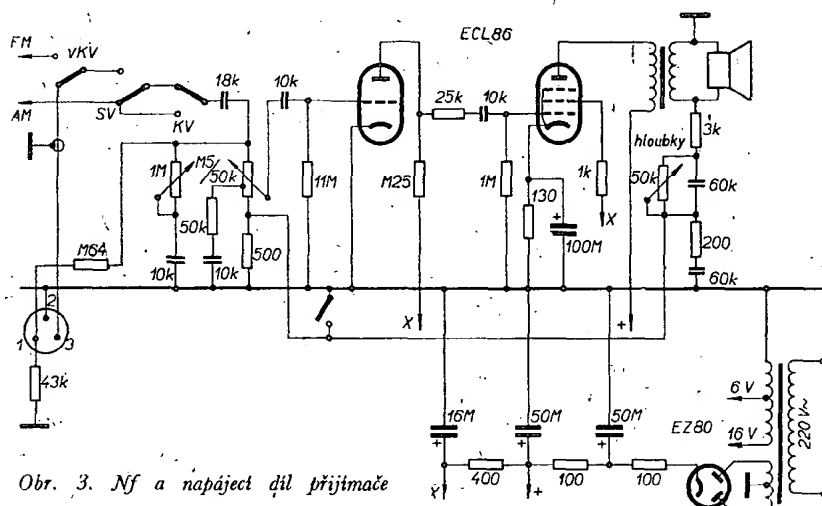 FM
VKV
AM
SV
KV
18k
10k
ECL86
25k
10k
1M
M5/50k
50k
10k
10k
500
M64
11M
M25
X
1M
130
100M
1k
X
+
3k
hloubky
50k
60k
200
60k
1
2
3
43k
16M
50M
50M
+
+
+
400
100
100
X
+
6 V
16 V
EZ80
220 V~
Obr. 3. Nf a napájecí díl přijímače